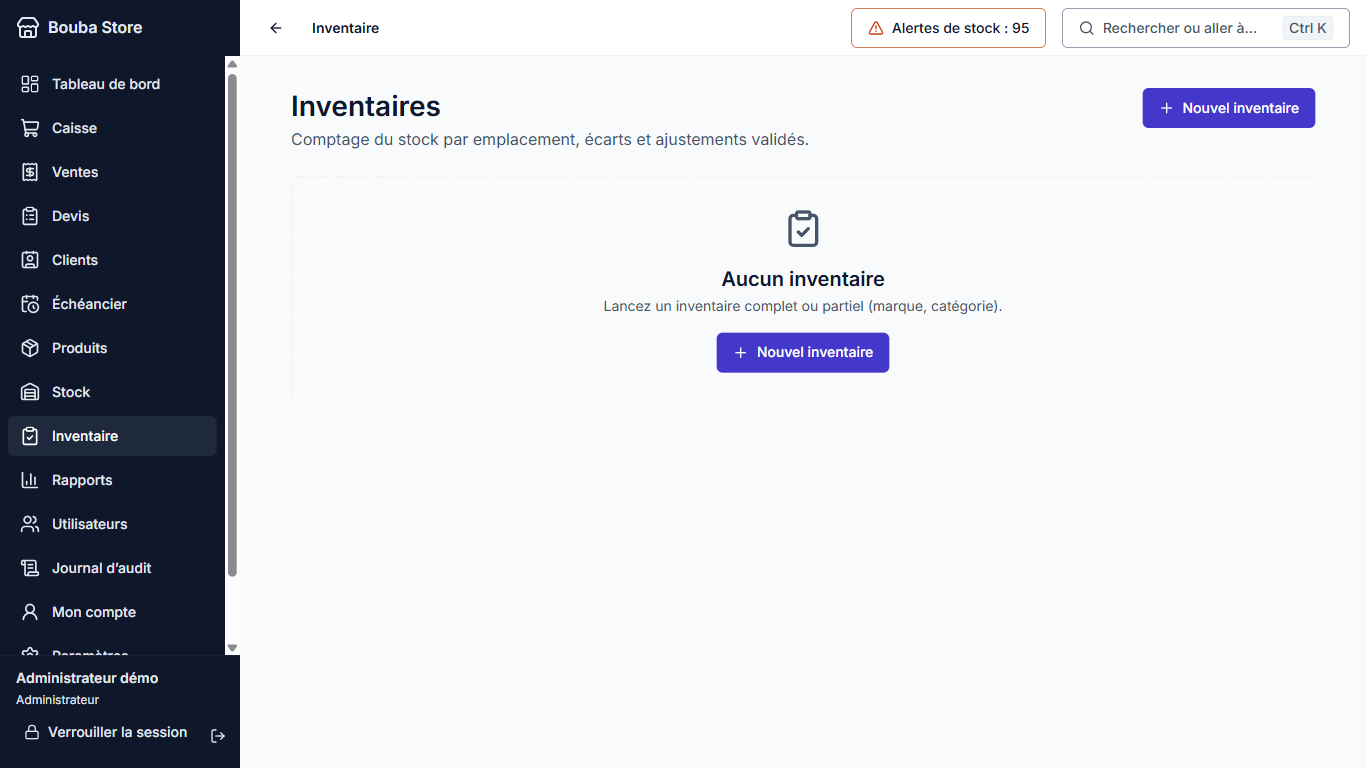 Bouba Store
Inventaire
Alertes de stock : 95
Rechercher ou aller à...
Ctrl K
Tableau de bord
Caisse
Ventes
Devis
Clients
Échéancier
Produits
Stock
Inventaire
Rapports
Utilisateurs
Journal d’audit
Mon compte
Paramètres
Administrateur démo
Administrateur
Verrouiller la session
Inventaires
Comptage du stock par emplacement, écarts et ajustements validés.
Nouvel inventaire
Aucun inventaire
Lancez un inventaire complet ou partiel (marque, catégorie).
Nouvel inventaire